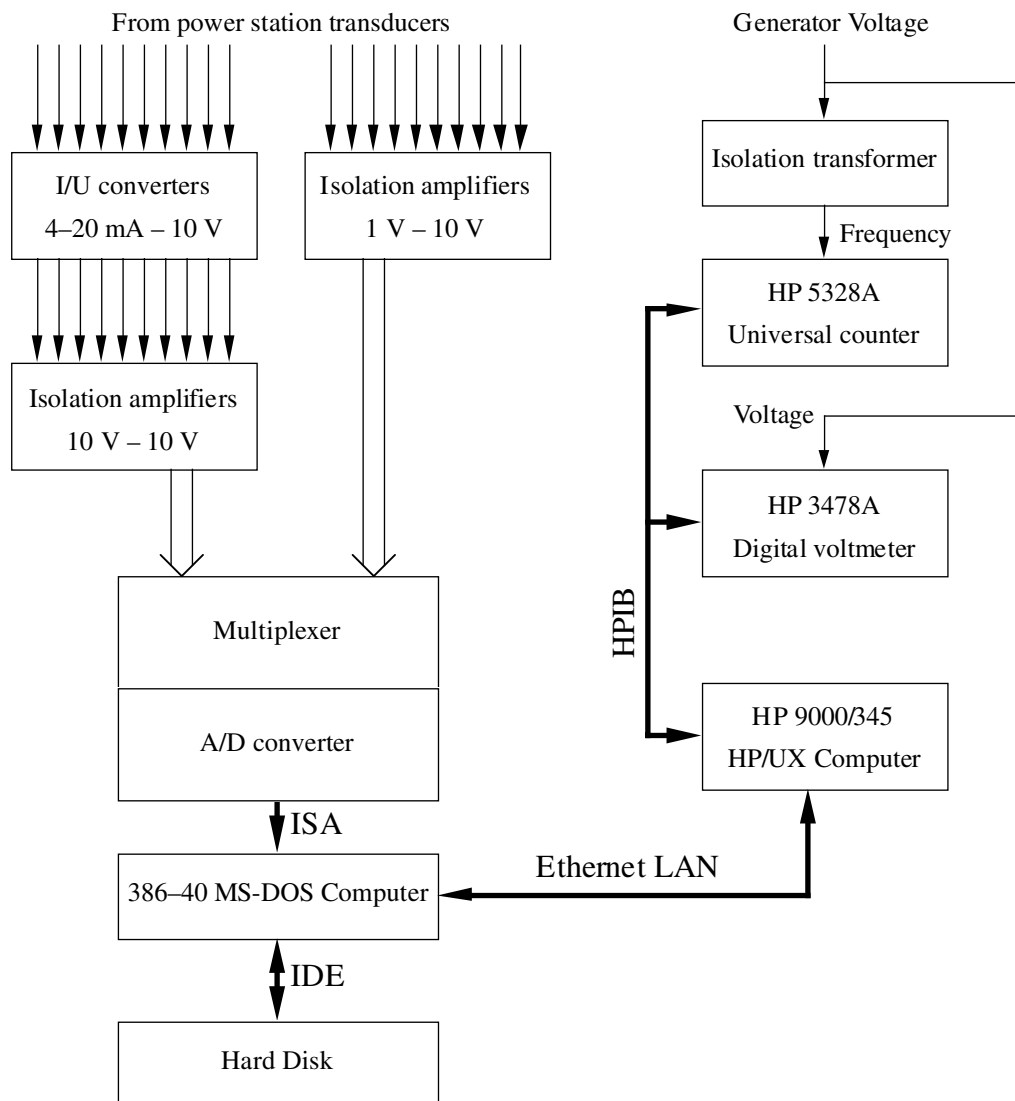 From power station transducers
Generator Voltage
I/U converters
4–20 mA – 10 V
Isolation amplifiers
1 V – 10 V
Isolation transformer
Frequency
HP 5328A
Universal counter
Isolation amplifiers
10 V – 10 V
Voltage
HP 3478A
Digital voltmeter
HPIB
Multiplexer
A/D converter
HP 9000/345
HP/UX Computer
ISA
Ethernet LAN
386–40 MS-DOS Computer
IDE
Hard Disk